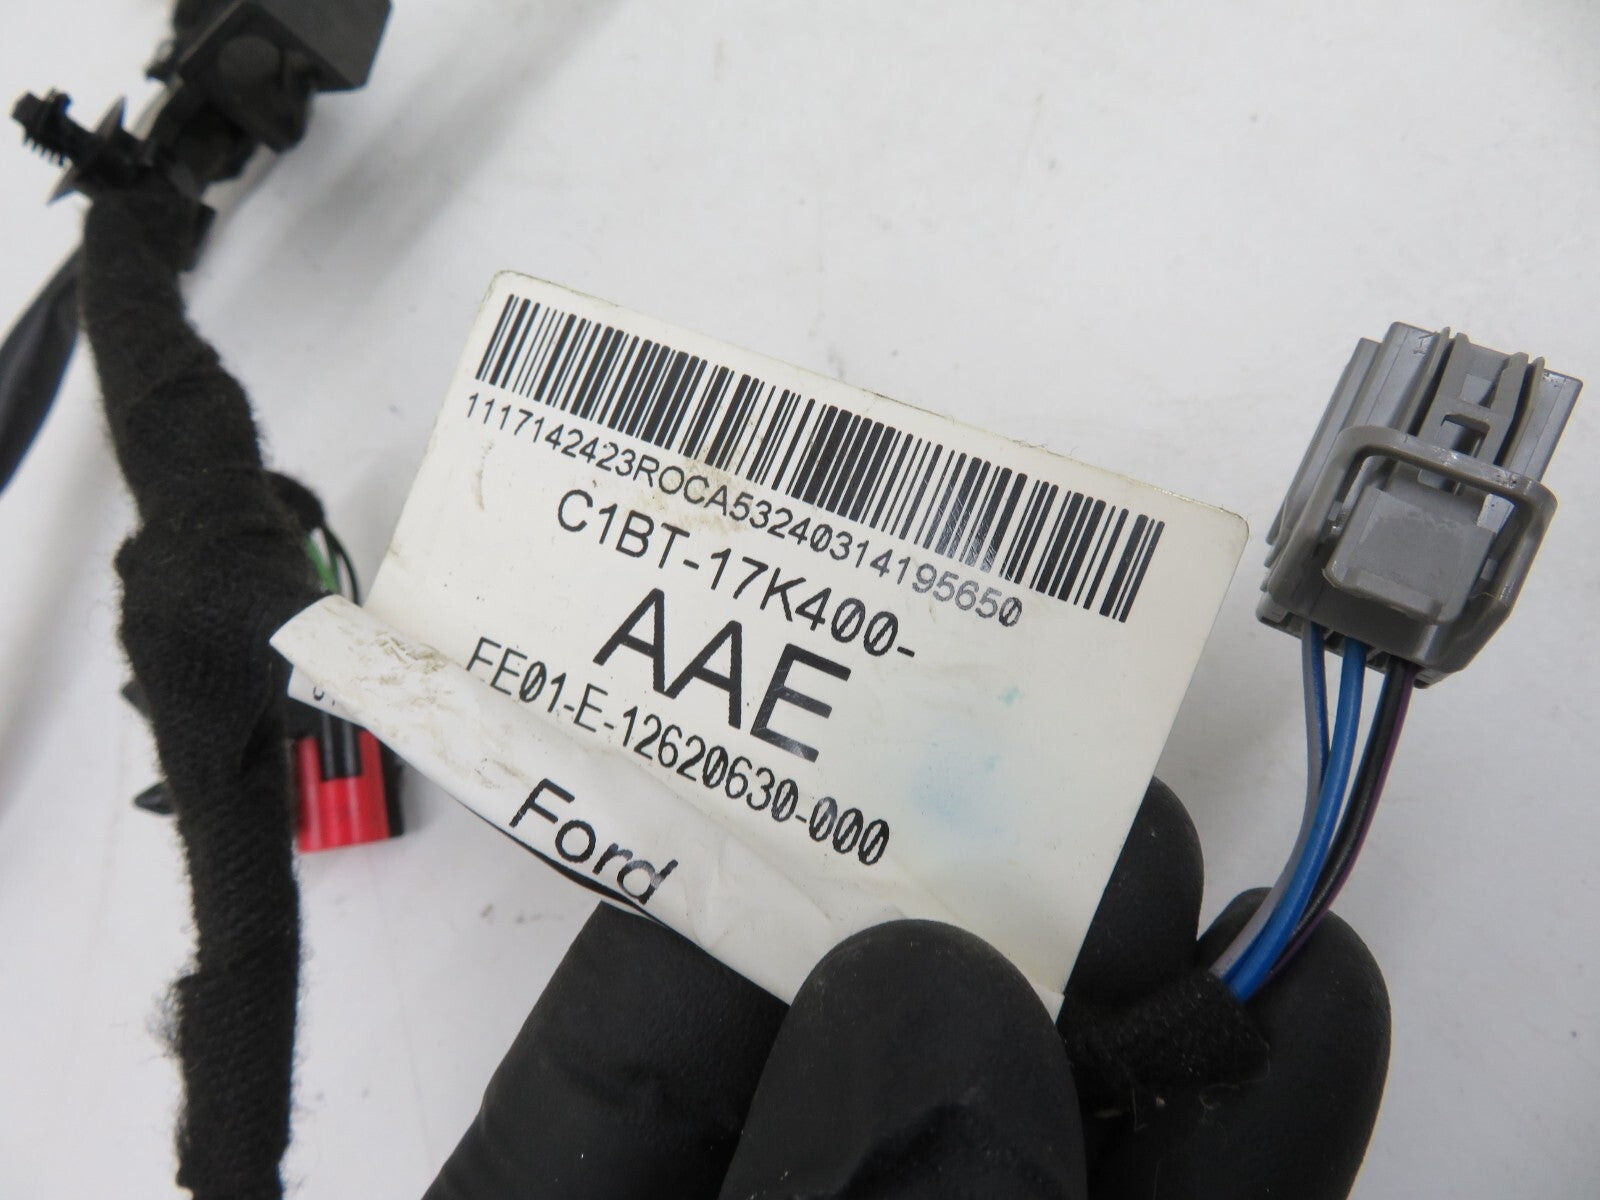 1117142423ROCA53240314195650
C1BT-17K400-
AAE
FE01-E-12620630-000
Ford